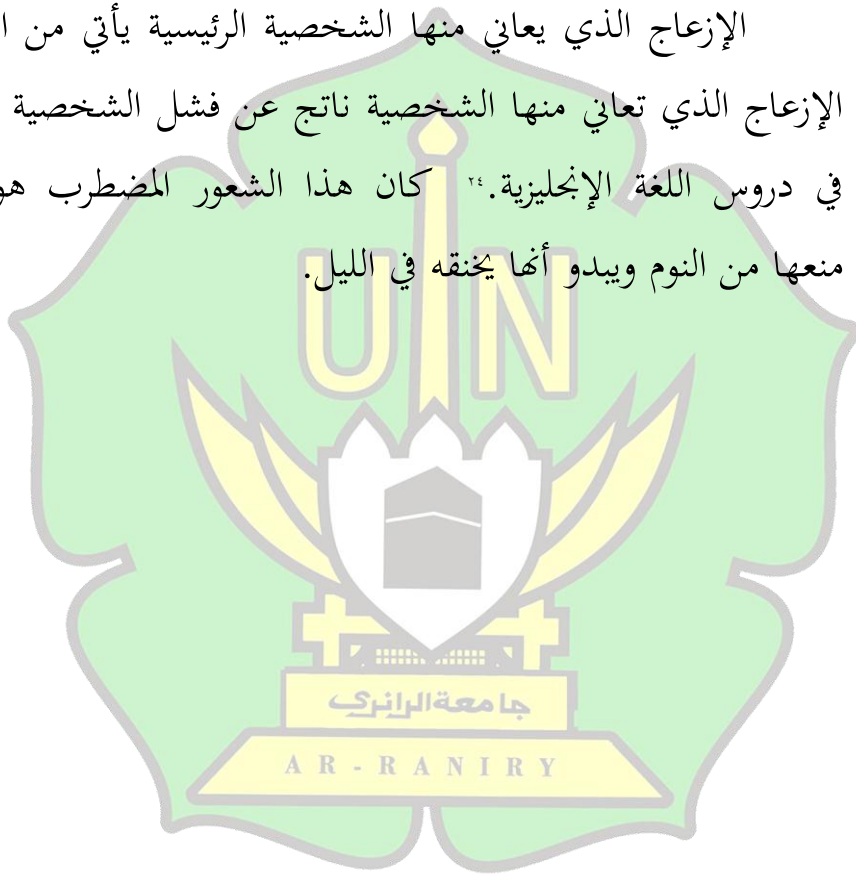 الإزعاج الذي يعاني منها الشخصية الرئيسية يأتي من
الإزعاج الذي تعاني منها الشخصية ناتج عن فشل الشخصية
في دروس اللغة الإنجليزية.٢٤ كان هذا الشعور المضطرب
منعها من النوم ويبدو أنها يخنقه في الليل.
UIN
جامعة الرانري
AR - RANIRY